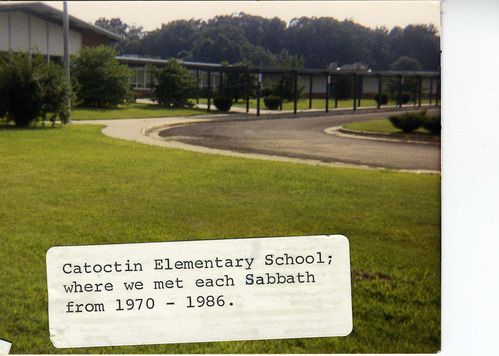 Catoctin Elementary School;
where we met each Sabbath
from 1970 - 1986.